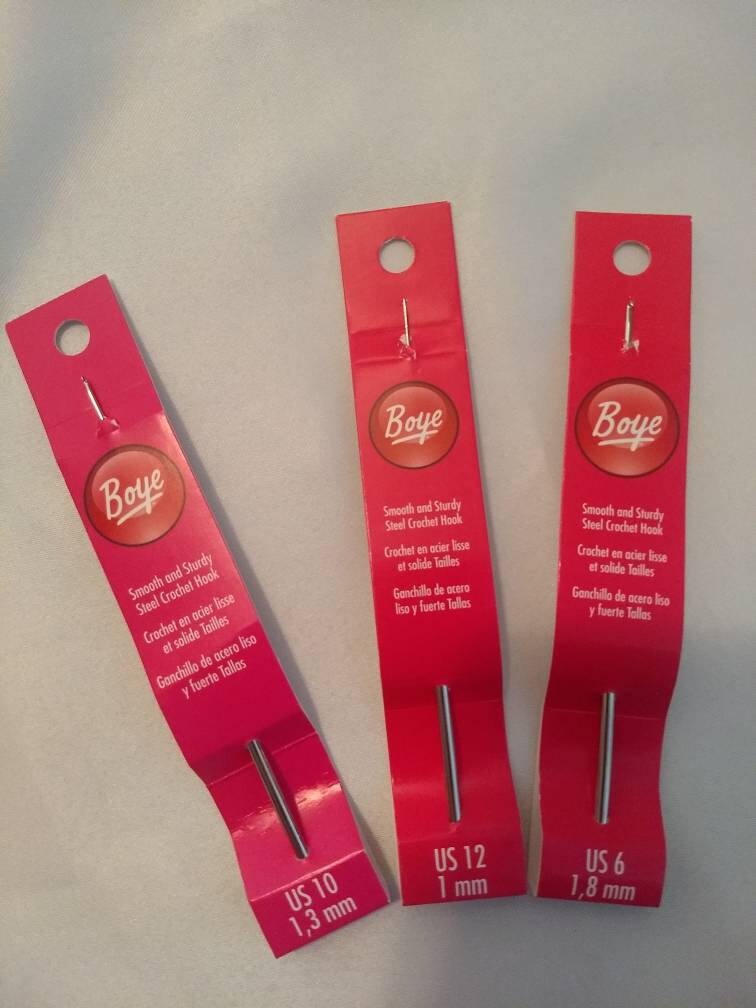 Boye
Smooth and Sturdy
Steel Crochet Hook
Crochet en acier lisse
et solide Tailles
Ganchillo de acero liso
y fuerte Tallas
US 10
1,3 mm
Boye
Smooth and Sturdy
Steel Crochet Hook
Crochet en acier lisse
et solide Tailles
Ganchillo de acero
liso y fuerte Tallas
US 12
1 mm
Boye
Smooth and Sturdy
Steel Crochet Hook
Crochet en acier lisse
et solide Tailles
Ganchillo de acero liso
y fuerte Tallas
US 6
1,8 mm